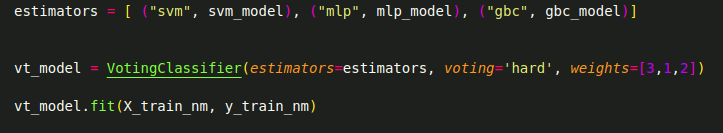 estimators = [ ("svm", svm_model), ("mlp", mlp_model), ("gbc", gbc_model)]
vt_model = VotingClassifier(estimators=estimators, voting='hard', weights=[3,1,2])
vt_model.fit(X_train_nm, y_train_nm)